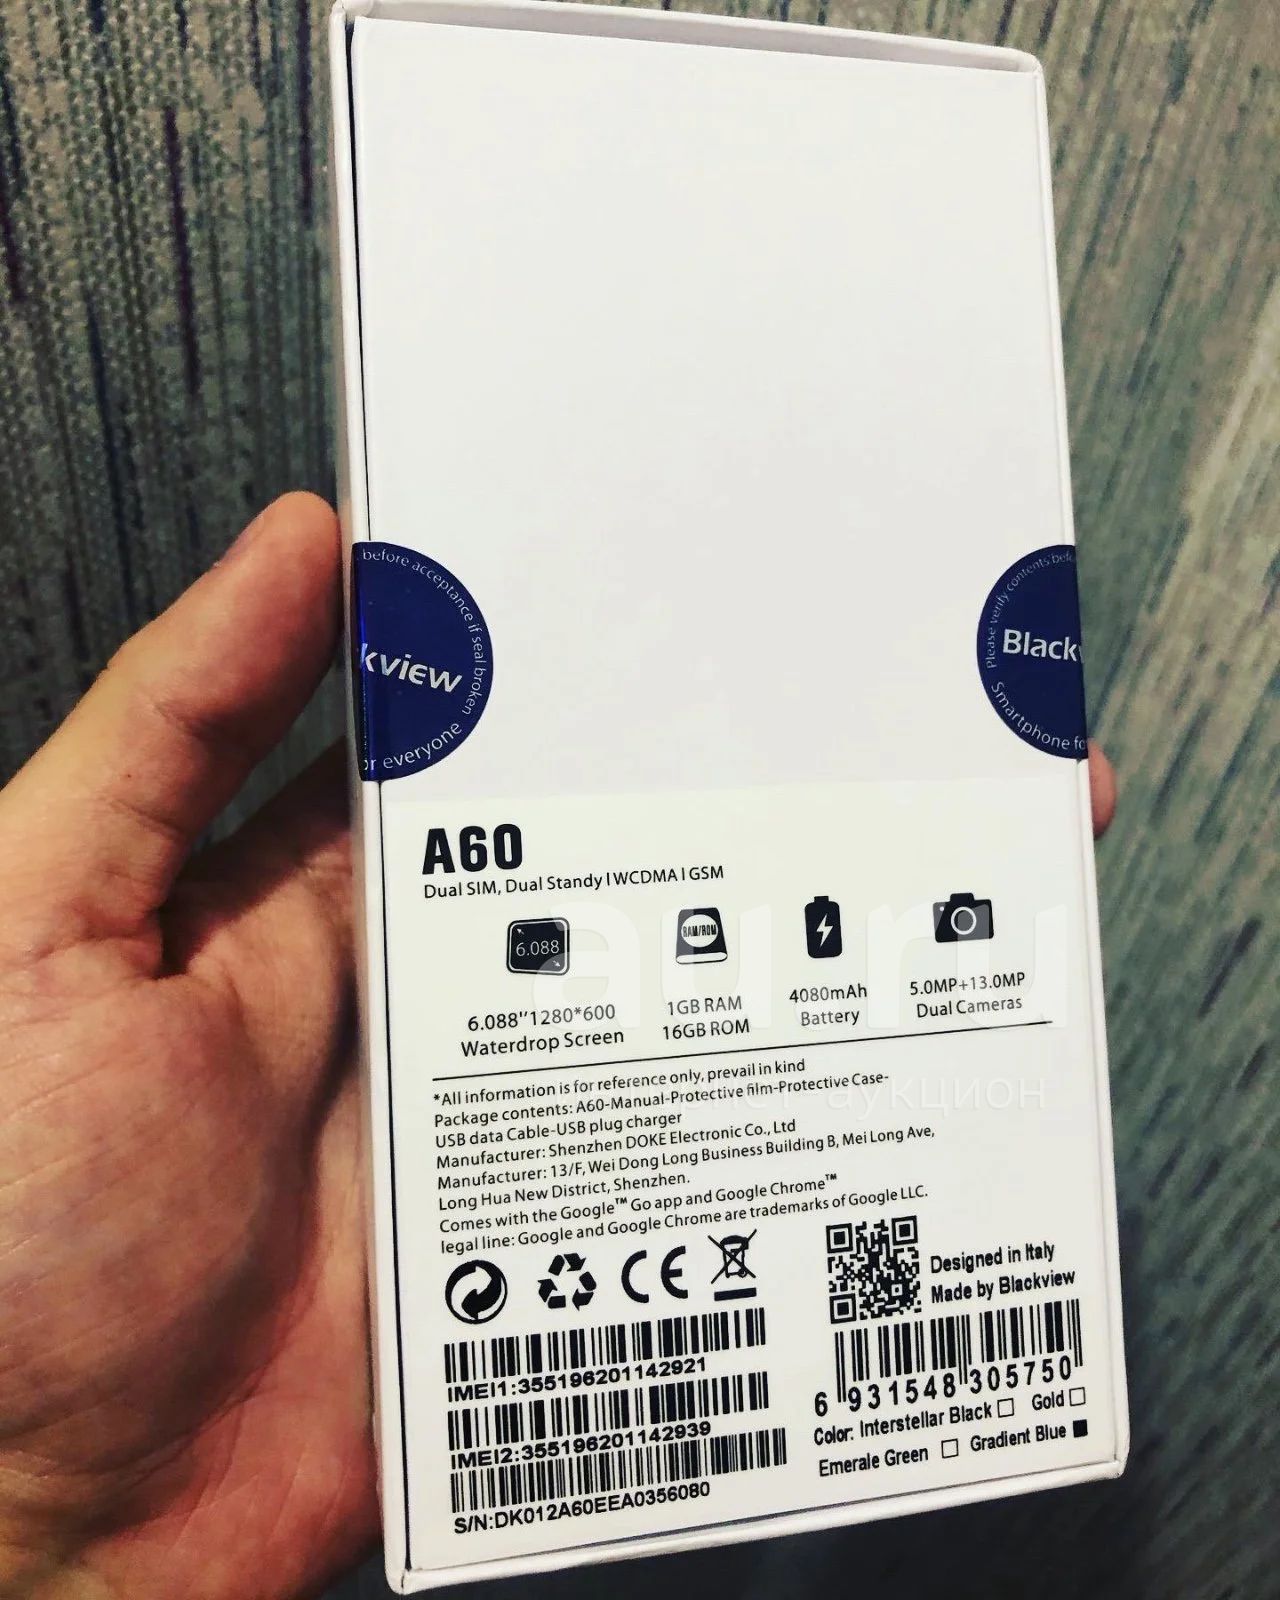 before acceptance if seal broken
kview
or everyone
Please verify contents befo
Black
Smartphone fo
A60
Dual SIM, Dual Standy I WCDMA I GSM
6.088
RAM/ROM
6.088''1280*600
Waterdrop Screen
1GB RAM
16GB ROM
4080mAh
Battery
5.0MP+13.0MP
Dual Cameras
au.ru
аукцион
*All information is for reference only, prevail in kind
Package contents: A60-Manual-Protective film-Protective Case-
USB data Cable-USB plug charger
Manufacturer: Shenzhen DOKE Electronic Co., Ltd
Manufacturer: 13/F, Wei Dong Long Business Building B, Mei Long Ave,
Long Hua New District, Shenzhen.
Comes with the Google™ Go app and Google Chrome™
legal line: Google and Google Chrome are trademarks of Google LLC.
CE
Designed in Italy
Made by Blackview
IMEI1:355196201142921
IMEI2:355196201142939
S/N:DK012A60EEA0356080
6 931548 305750
Color: Interstellar Black Gold
Emerale Green Gradient Blue